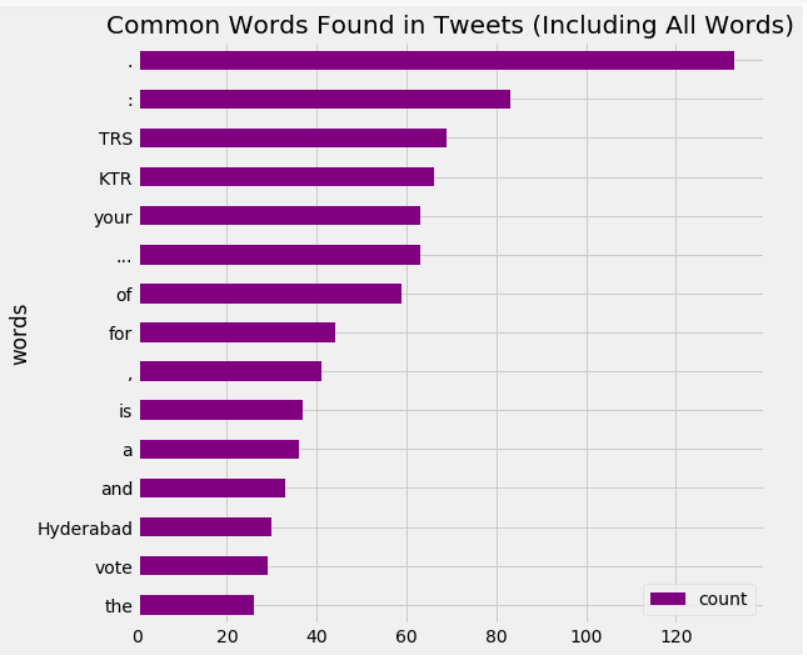 Common Words Found in Tweets (Including All Words)
.
:
TRS
KTR
your
...
of
for
,
is
a
and
Hyderabad
vote
the
words
count
0 20 40 60 80 100 120